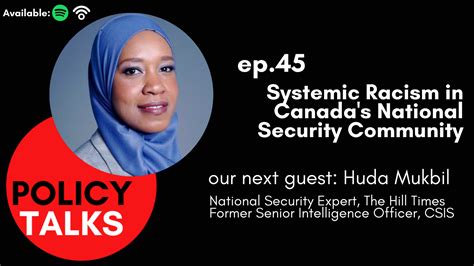 Available:
ep.45
Systemic Racism in
Canada's National
Security Community
our next guest: Huda Mukbil
National Security Expert, The Hill Times
Former Senior Intelligence Officer, CSIS
POLICY
TALKS